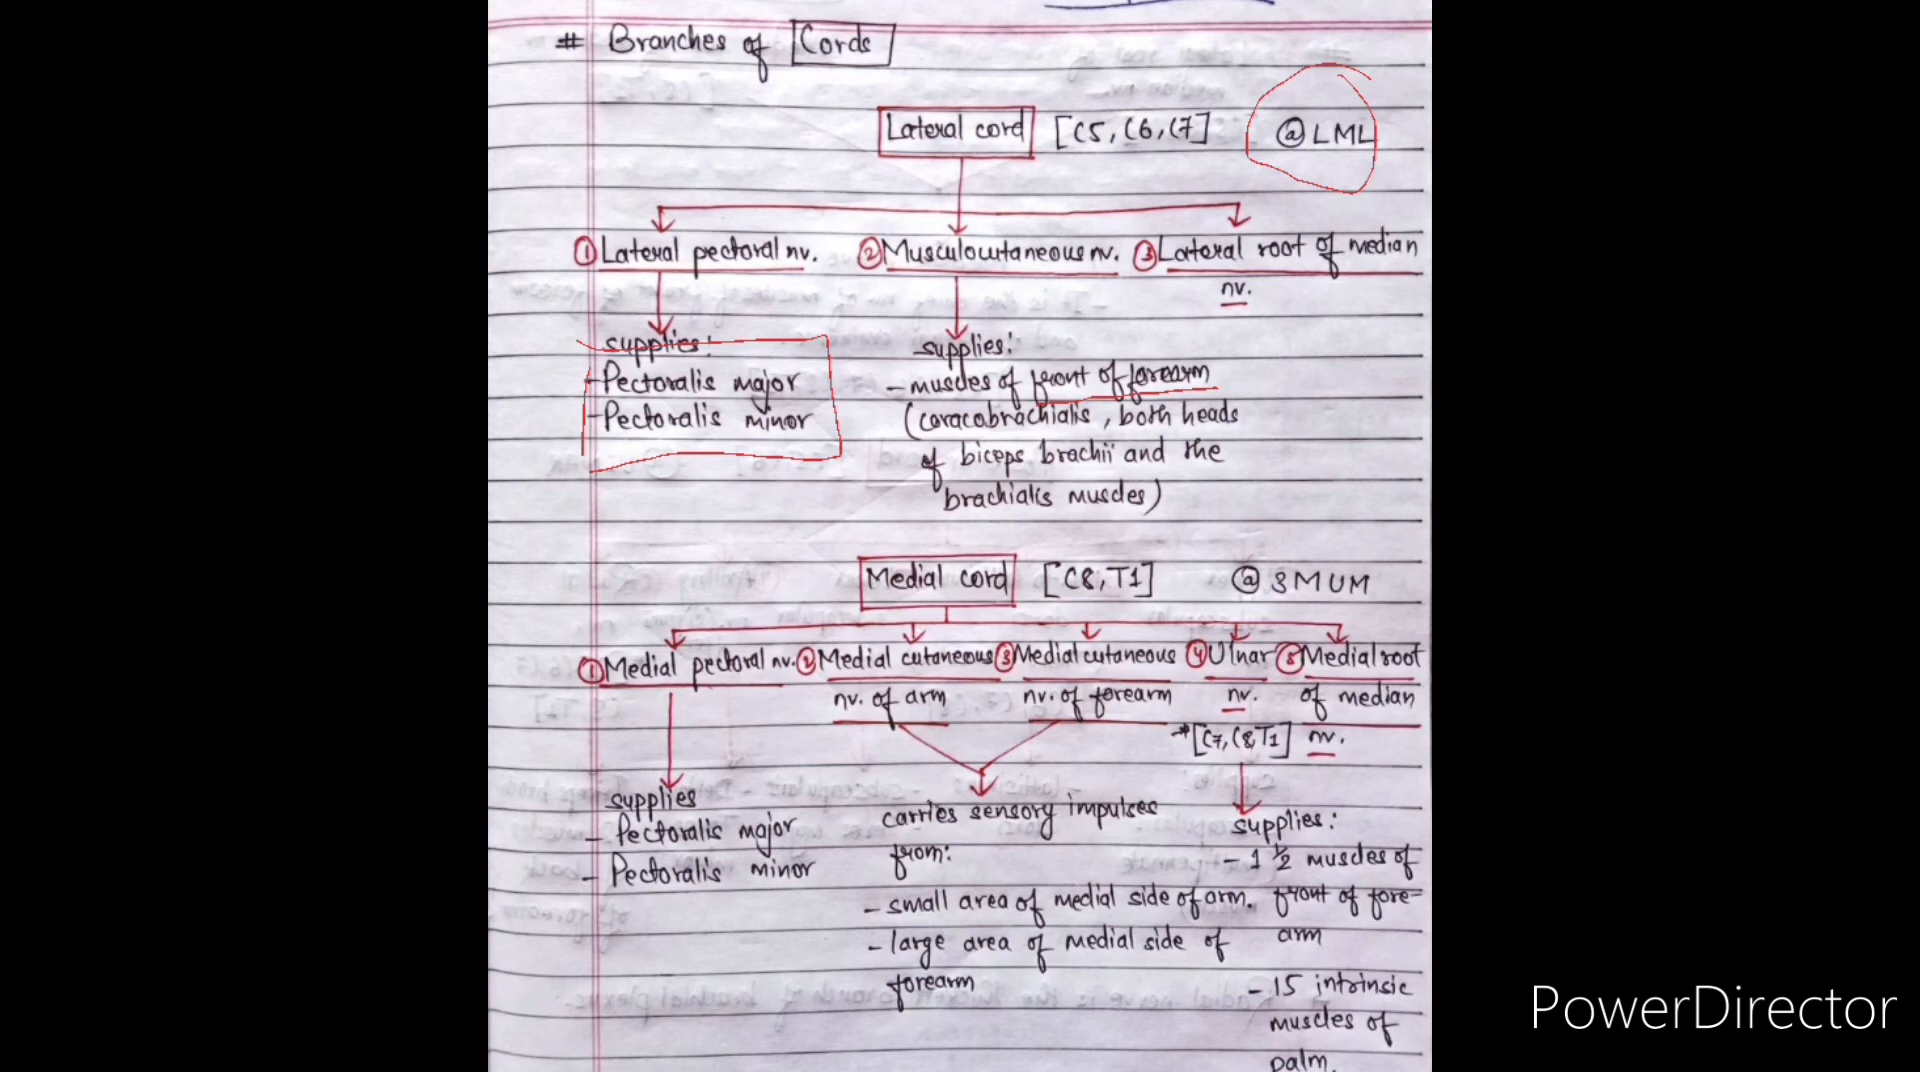 # Branches of Cords
Lateral cord [C5, C6, C7] @LML
① Lateral pectoral nv. ② Musculocutaneous nv. ③ Lateral root of median
nv.
supplies:
- Pectoralis major
- Pectoralis minor
supplies:
- muscles of front of forearm
(coracobrachialis, both heads
of biceps brachii and the
brachialis muscles)
Medial cord [C8, T1] @ 3MUM
① Medial pectoral nv. ② Medial cutaneous ③ Medial cutaneous ④ Ulnar ⑤ Medial root
nv. of arm nv. of forearm nv. of median
[C7, C8 T1] nv.
supplies
- Pectoralis major
- Pectoralis minor
carries sensory impulses
from:
- small area of medial side of arm.
- large area of medial side of
forearm
supplies:
- 1 ½ muscles of
front of fore-
arm
- 15 intrinsic
muscles of
palm.
PowerDirector